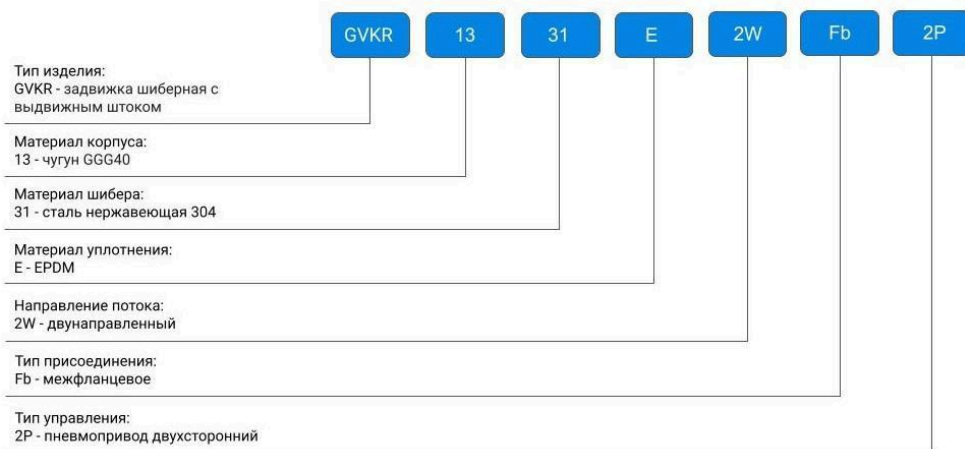 GVKR 13 31 E 2W Fb 2P
Тип изделия:
GVKR - задвижка шиберная с
выдвижным штоком
Материал корпуса:
13 - чугун GGG40
Материал шибера:
31 - сталь нержавеющая 304
Материал уплотнения:
E - EPDM
Направление потока:
2W - двунаправленный
Тип присоединения:
Fb - межфланцевое
Тип управления:
2P - пневмопривод двухсторонний